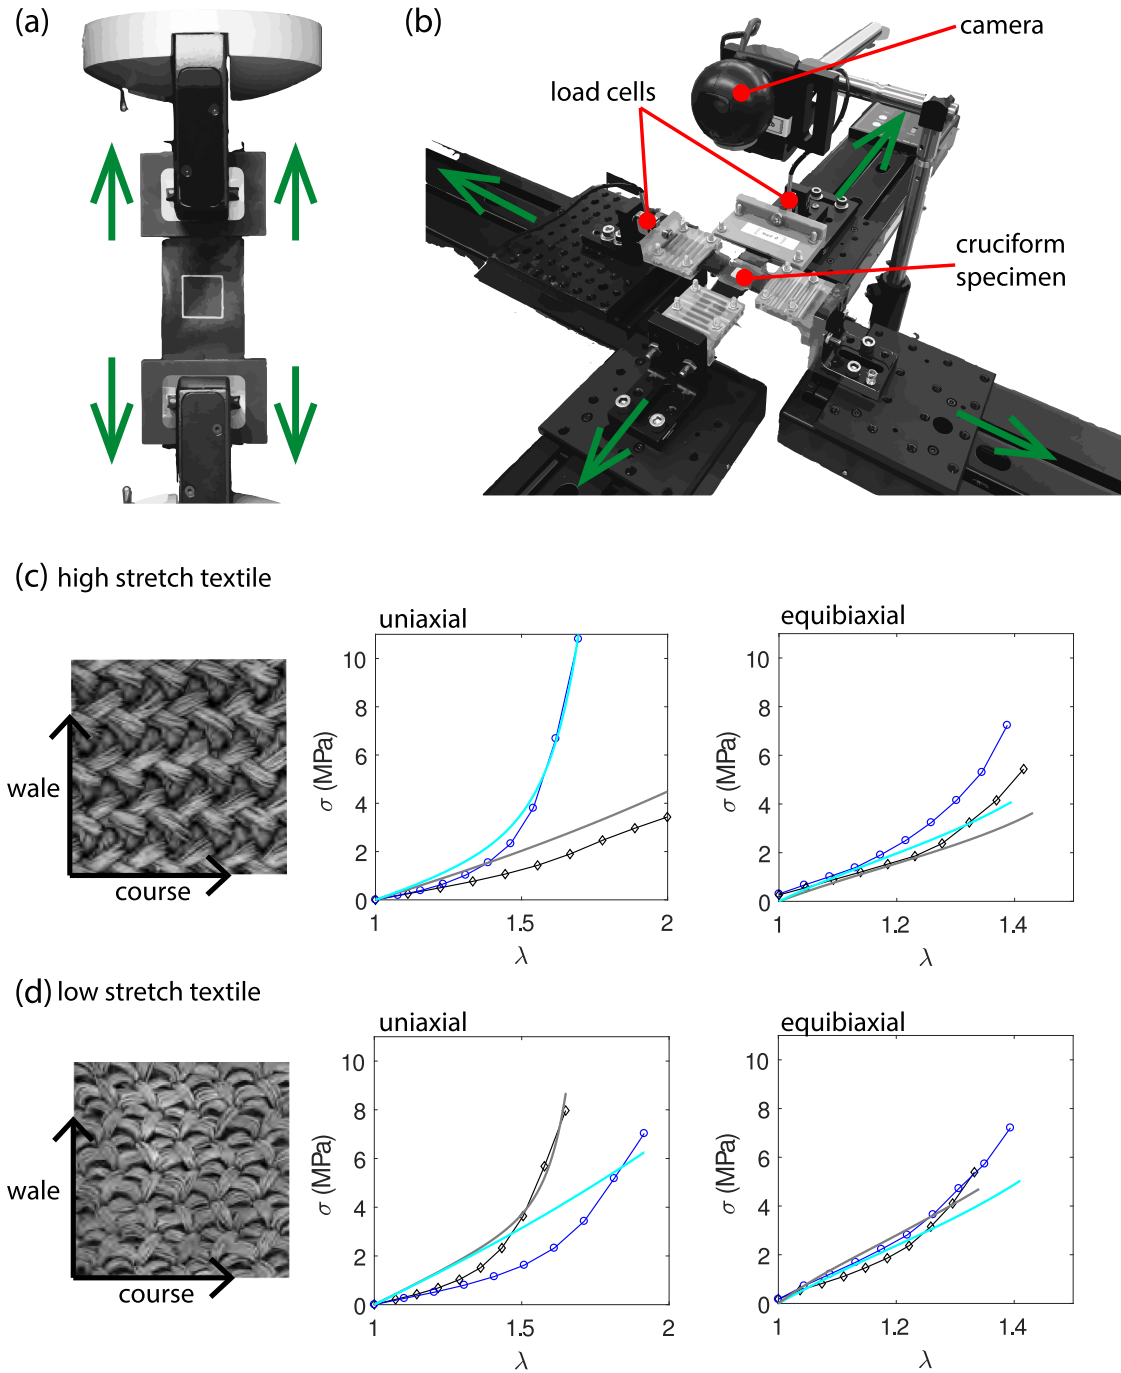 (a)
(b)
camera
load cells
cruciform
specimen
(c) high stretch textile
wale
course
uniaxial
σ (MPa)
10
8
6
4
2
0
1
1.5
2
λ
equibiaxial
σ (MPa)
10
8
6
4
2
0
1
1.2
1.4
λ
(d) low stretch textile
wale
course
uniaxial
σ (MPa)
10
8
6
4
2
0
1
1.5
2
λ
equibiaxial
σ (MPa)
10
8
6
4
2
0
1
1.2
1.4
λ